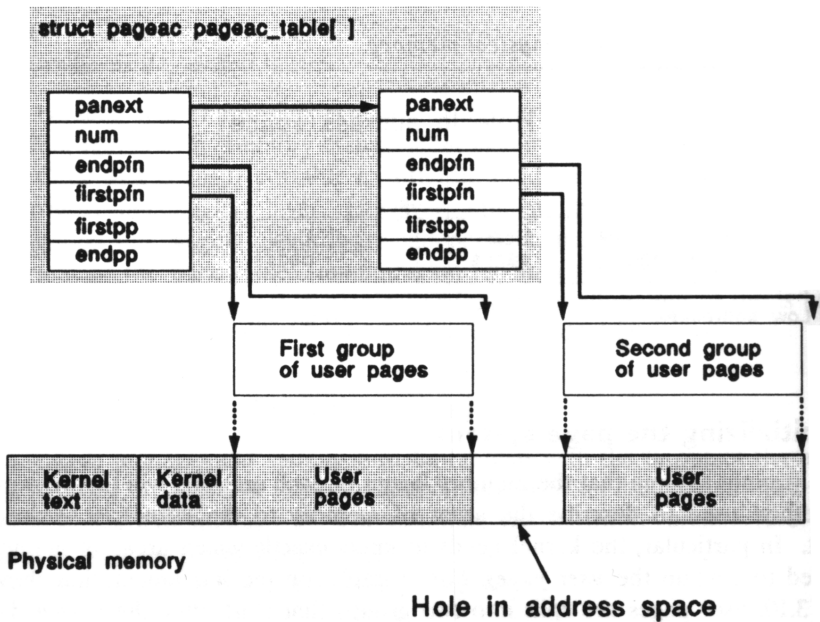 struct pageac pageac_table[ ]
panext
num
endpfn
firstpfn
firstpp
endpp
panext
num
endpfn
firstpfn
firstpp
endpp
First group
of user pages
Second group
of user pages
Kernel
text
Kernel
data
User
pages
User
pages
Physical memory
Hole in address space